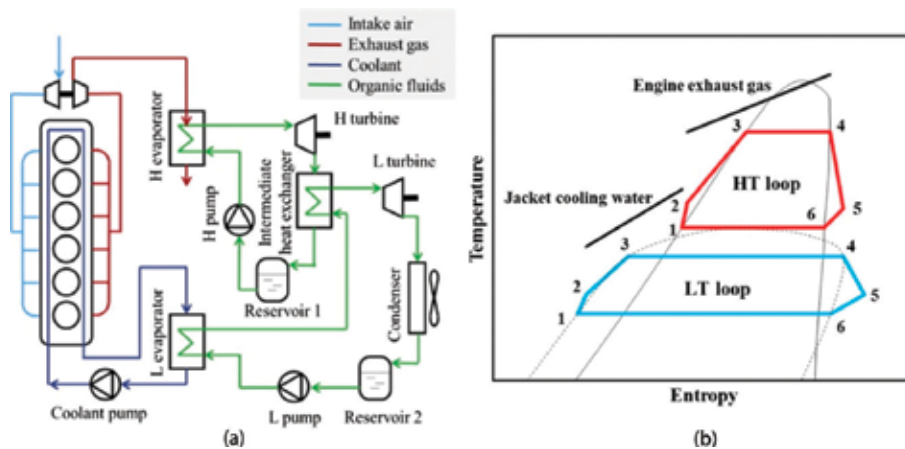 (a)
Intake air
Exhaust gas
Coolant
Organic fluids
H evaporator
H turbine
L turbine
H pump
Intermediate
heat exchanger
Reservoir 1
Condenser
L evaporator
Coolant pump
L pump
Reservoir 2
(a)
(b)
Temperature
Engine exhaust gas
3
4
HT loop
Jacket cooling water
2
5
1
6
3
4
LT loop
2
5
1
6
Entropy
(b)